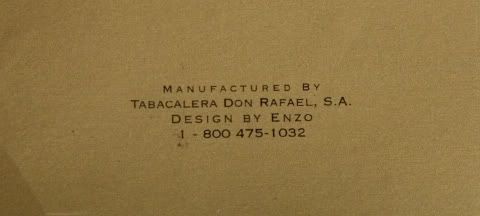 MANUFACTURED BY
TABACALERA DON RAFAEL, S.A.
DESIGN BY ENZO
1 - 800 475-1032